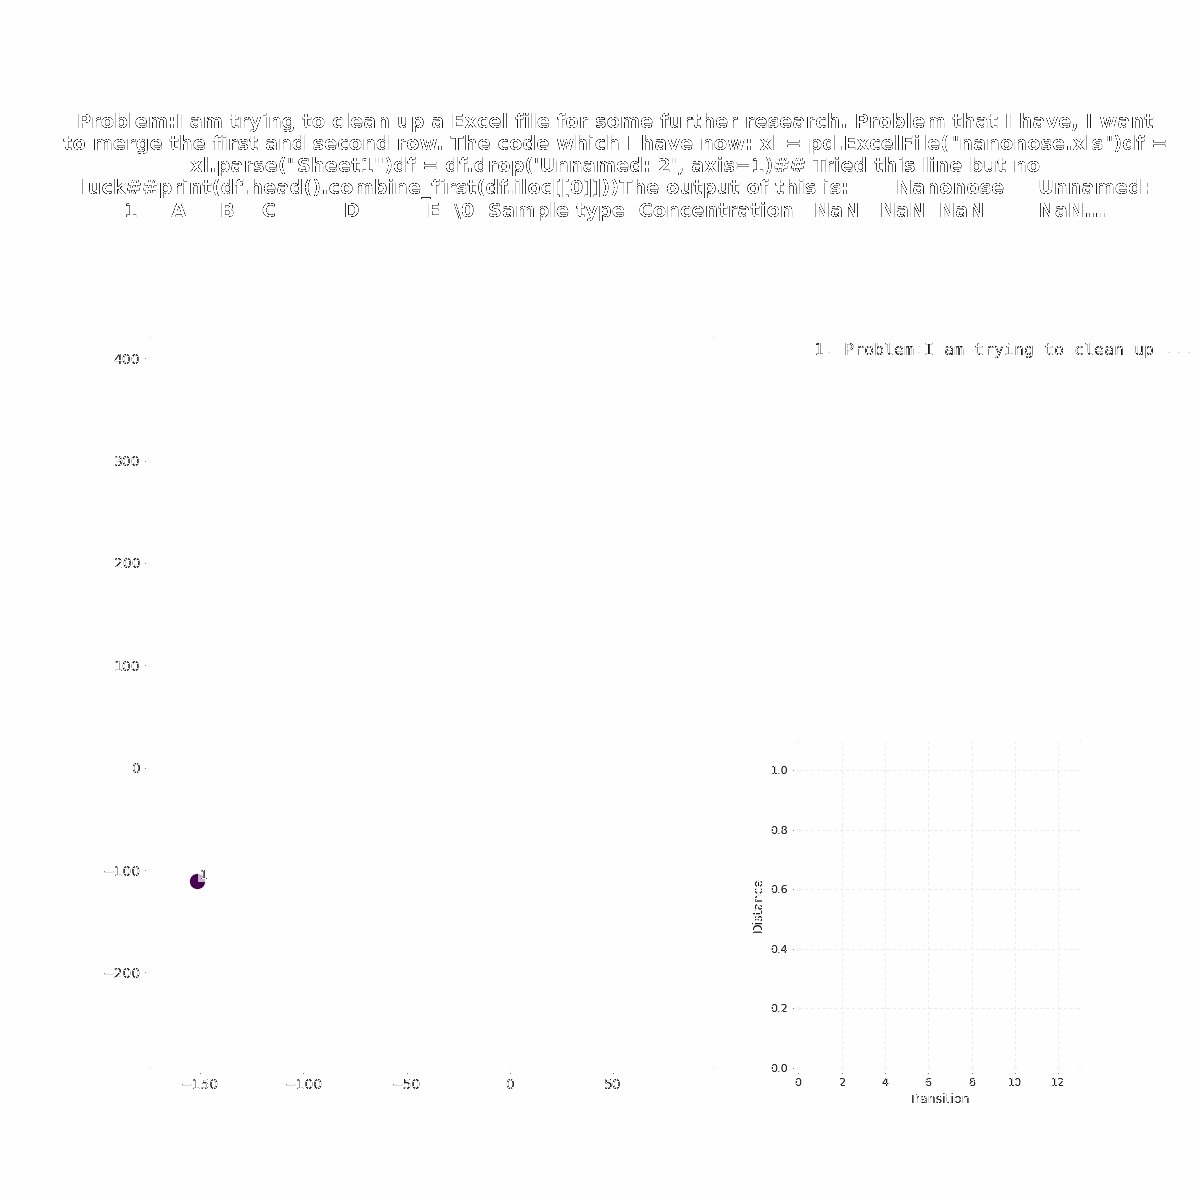 Problem:I am trying to clean up a Excel file for some further research. Problem that I have, I want
to merge the first and second row. The code which I have now: xl = pd.ExcelFile("nanonose.xls")df =
xl.parse("Sheet1")df = df.drop('Unnamed: 2', axis=1)## Tried this line but no
luck##print(df.head().combine_first(df.iloc[[0]]))The output of this is: Nanonose Unnamed:
1 A B C D E \0 Sample type Concentration NaN NaN NaN NaN...
1. Problem:I am trying to clean up ...
400
300
200
100
0
−100
−200
1
−150 −100 −50 0 50
1.0
0.8
0.6
0.4
0.2
0.0
Distance
0 2 4 6 8 10 12
Transition